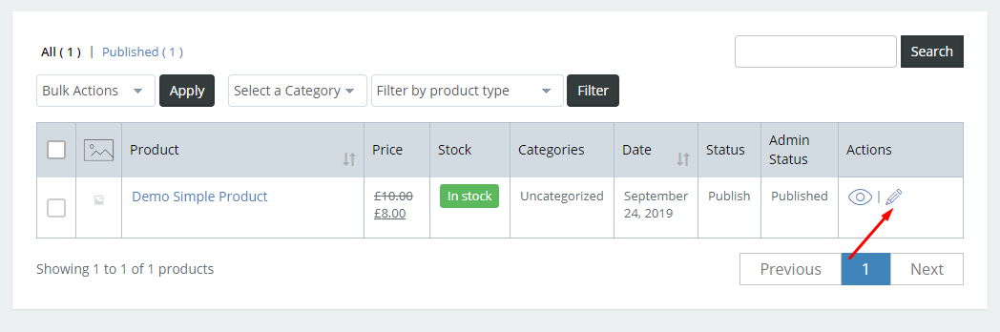 All ( 1 ) | Published ( 1 )
Search
Bulk Actions Apply Select a Category Filter by product type Filter
Product Price Stock Categories Date Status Admin Status Actions
Demo Simple Product £10.00 In stock Uncategorized September Publish Published |
£8.00 24, 2019
Showing 1 to 1 of 1 products Previous 1 Next